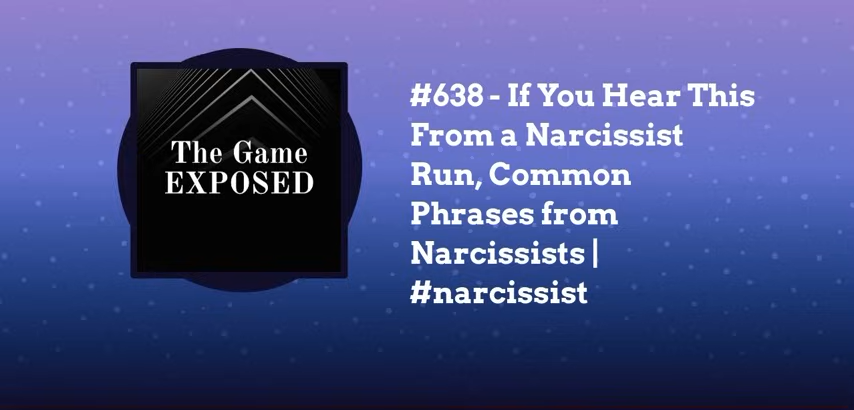 The Game
EXPOSED
#638 - If You Hear This
From a Narcissist
Run, Common
Phrases from
Narcissists |
#narcissist